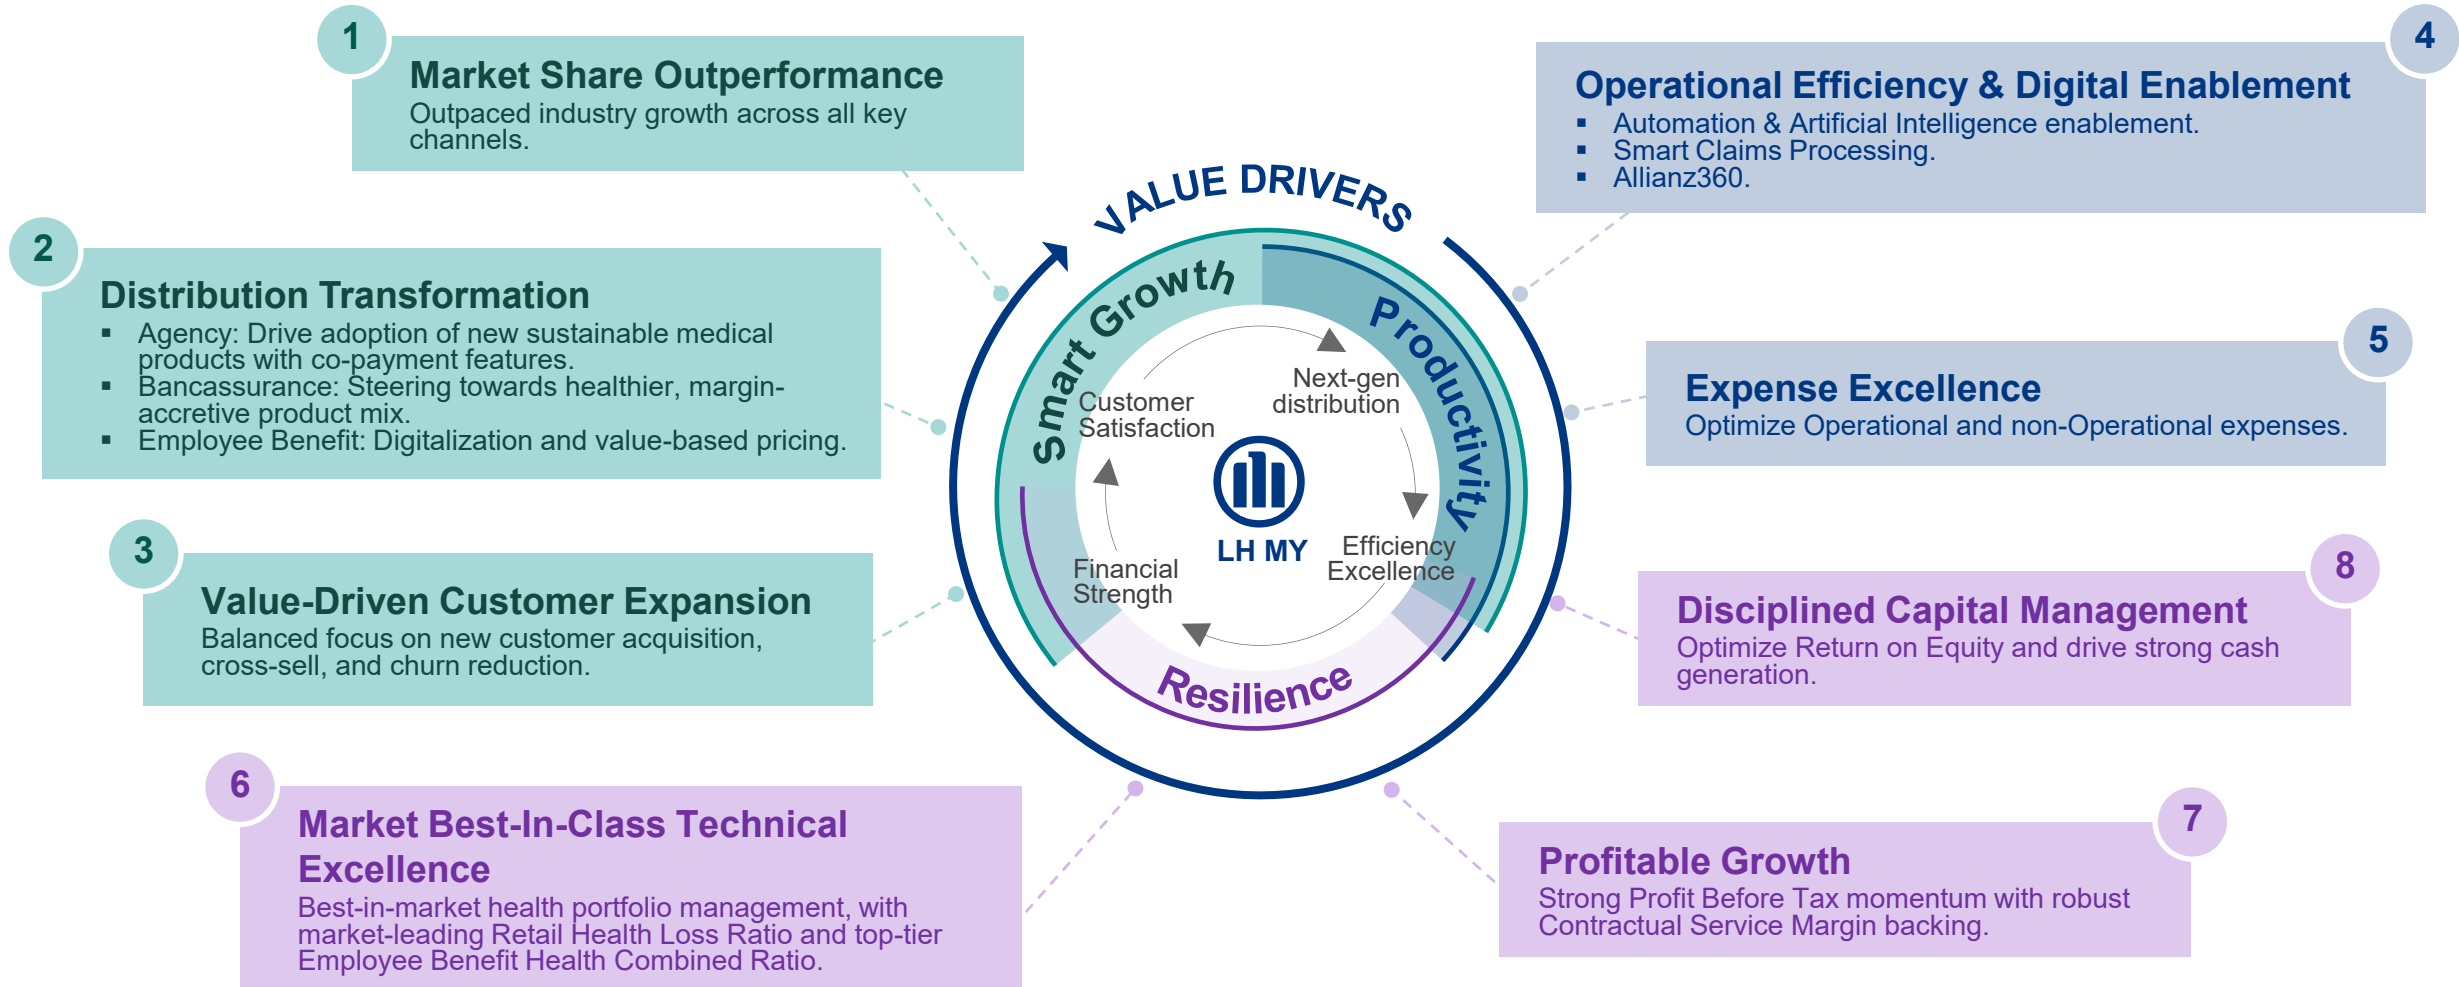 1
Market Share Outperformance
Outpaced industry growth across all key
channels.
2
Distribution Transformation
▪ Agency: Drive adoption of new sustainable medical
products with co-payment features.
▪ Bancassurance: Steering towards healthier, margin-
accretive product mix.
▪ Employee Benefit: Digitalization and value-based pricing.
3
Value-Driven Customer Expansion
Balanced focus on new customer acquisition,
cross-sell, and churn reduction.
6
Market Best-In-Class Technical
Excellence
Best-in-market health portfolio management, with
market-leading Retail Health Loss Ratio and top-tier
Employee Benefit Health Combined Ratio.
VALUE DRIVERS
Smart Growth
Productivity
Resilience
Customer
Satisfaction
Next-gen
distribution
Efficiency
Excellence
Financial
Strength
LH MY
4
Operational Efficiency & Digital Enablement
▪ Automation & Artificial Intelligence enablement.
▪ Smart Claims Processing.
▪ Allianz360.
5
Expense Excellence
Optimize Operational and non-Operational expenses.
8
Disciplined Capital Management
Optimize Return on Equity and drive strong cash
generation.
7
Profitable Growth
Strong Profit Before Tax momentum with robust
Contractual Service Margin backing.